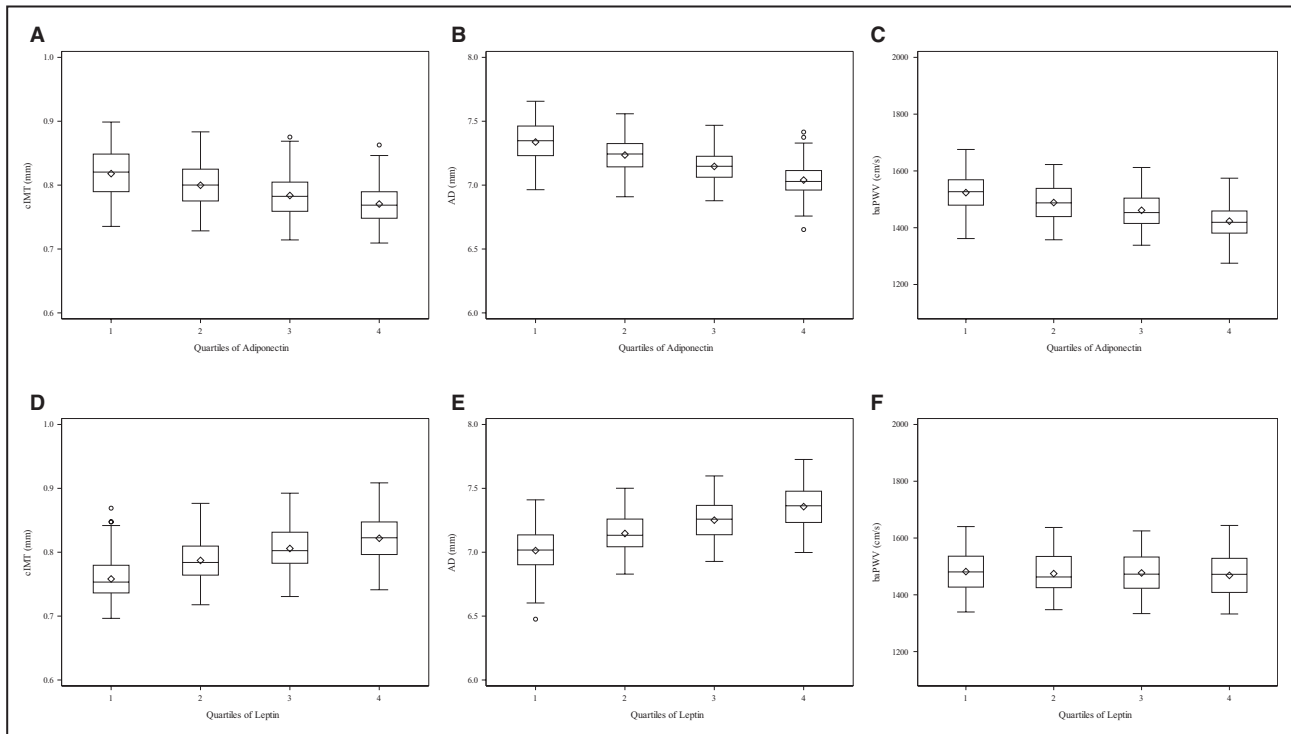 A
cIMT (mm)
1.0
0.9
0.8
0.7
0.6
1 2 3 4
Quartiles of Adiponectin
B
AD (mm)
8.0
7.5
7.0
6.5
6.0
1 2 3 4
Quartiles of Adiponectin
C
baPWV (cm/s)
2000
1800
1600
1400
1200
1 2 3 4
Quartiles of Adiponectin
D
cIMT (mm)
1.0
0.9
0.8
0.7
0.6
1 2 3 4
Quartiles of Leptin
E
AD (mm)
8.0
7.5
7.0
6.5
6.0
1 2 3 4
Quartiles of Leptin
F
baPWV (cm/s)
2000
1800
1600
1400
1200
1 2 3 4
Quartiles of Leptin